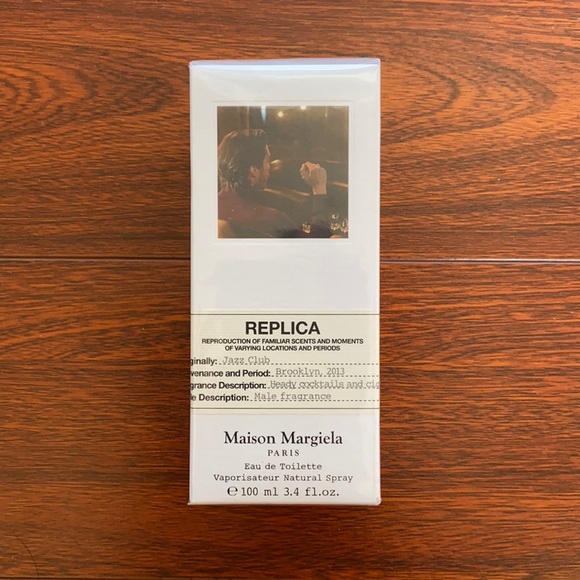 REPLICA
REPRODUCTION OF FAMILIAR SCENTS AND MOMENTS
OF VARYING LOCATIONS AND PERIODS
ginally: Jazz Club
venance and Period: Brooklyn, 2013
grance Description: Heady cocktails and cig
le Description: Male fragrance
Maison Margiela
PARIS
Eau de Toilette
Vaporisateur Natural Spray
℮ 100 ml 3.4 fl.oz.